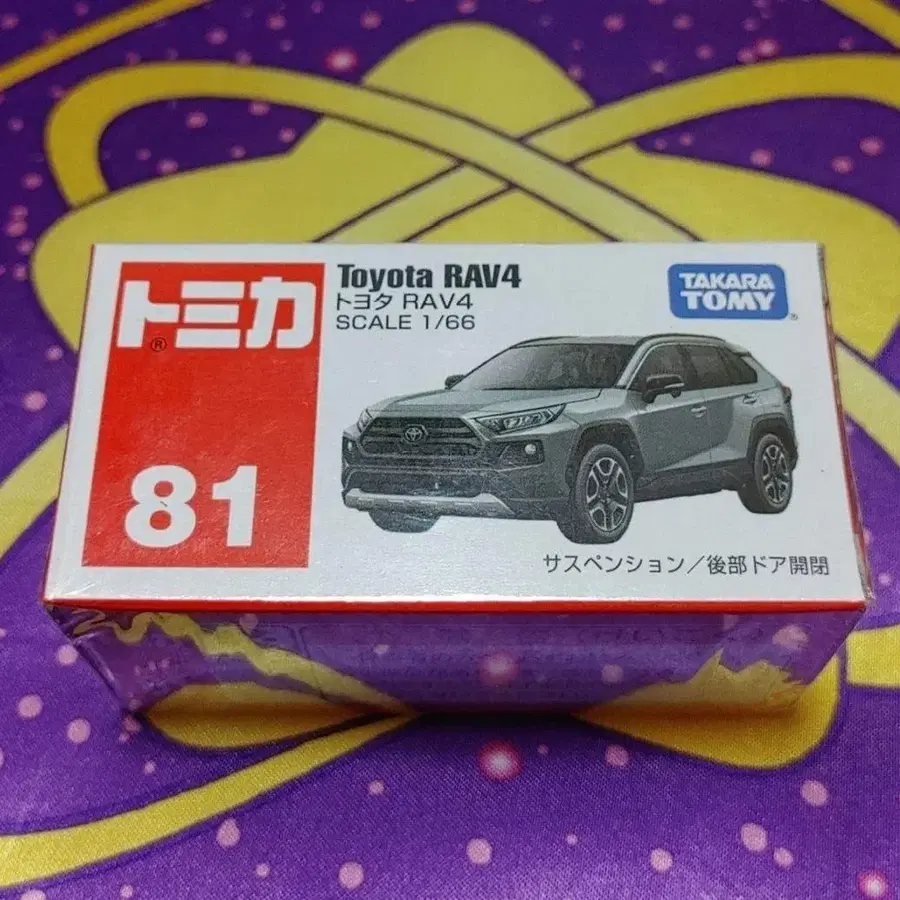 トミカ
®
81
Toyota RAV4
トヨタ RAV4
SCALE 1/66
TAKARA
TOMY
®
サスペンション／後部ドア開閉